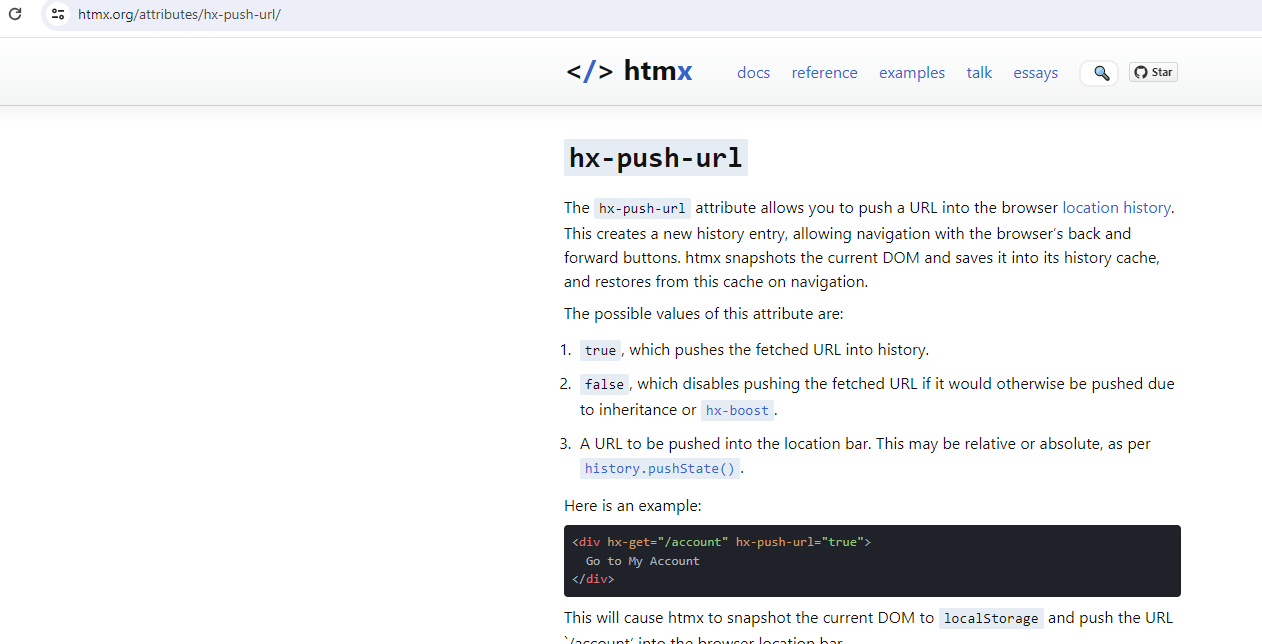 htmx.org/attributes/hx-push-url/
</> htmx docs reference examples talk essays Star
hx-push-url
The hx-push-url attribute allows you to push a URL into the browser location history.
This creates a new history entry, allowing navigation with the browser’s back and
forward buttons. htmx snapshots the current DOM and saves it into its history cache,
and restores from this cache on navigation.
The possible values of this attribute are:
1. true, which pushes the fetched URL into history.
2. false, which disables pushing the fetched URL if it would otherwise be pushed due
to inheritance or hx-boost.
3. A URL to be pushed into the location bar. This may be relative or absolute, as per
history.pushState().
Here is an example:
<div hx-get="/account" hx-push-url="true">
Go to My Account
</div>
This will cause htmx to snapshot the current DOM to localStorage and push the URL
`/account’ into the browser location bar.